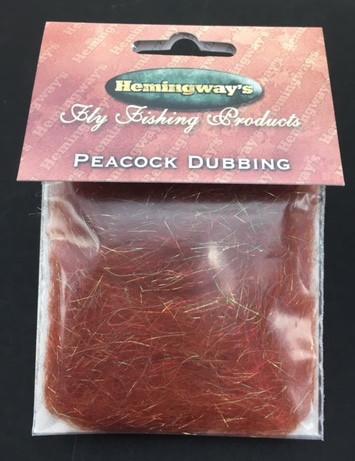 Hemingway's
Fly Fishing Products
PEACOCK DUBBING